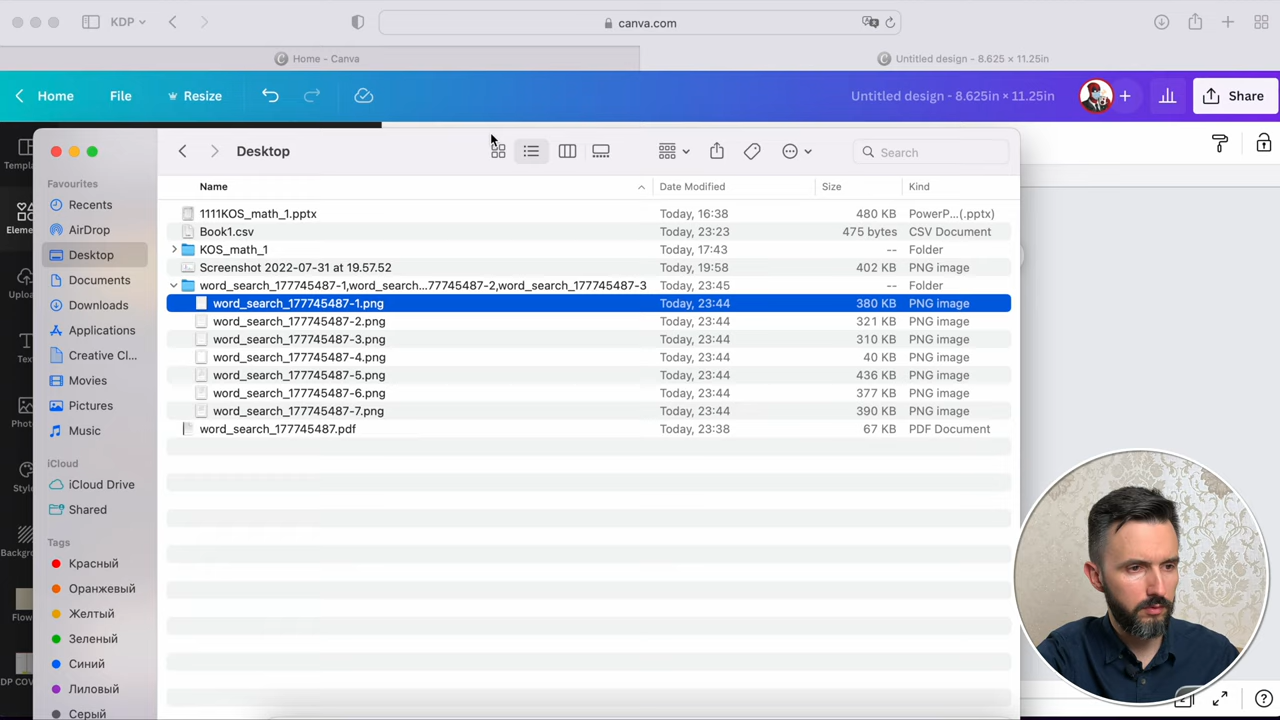 KDP
canva.com
Home - Canva
Untitled design - 8.625 × 11.25in
Home
File
Resize
Untitled design - 8.625in × 11.25in
Share
Desktop
Search
Favourites
Recents
AirDrop
Desktop
Documents
Downloads
Applications
Creative Cl...
Movies
Pictures
Music
iCloud
iCloud Drive
Shared
Tags
Красный
Оранжевый
Желтый
Зеленый
Синий
Лиловый
Серый
Name Date Modified Size Kind
1111KOS_math_1.pptx Today, 16:38 480 KB PowerP...(.pptx)
Book1.csv Today, 23:23 475 bytes CSV Document
KOS_math_1 Today, 17:43 -- Folder
Screenshot 2022-07-31 at 19.57.52 Today, 19:58 402 KB PNG image
word_search_177745487-1,word_search...77745487-2,word_search_177745487-3 Today, 23:45 -- Folder
word_search_177745487-1.png Today, 23:44 380 KB PNG image
word_search_177745487-2.png Today, 23:44 321 KB PNG image
word_search_177745487-3.png Today, 23:44 310 KB PNG image
word_search_177745487-4.png Today, 23:44 40 KB PNG image
word_search_177745487-5.png Today, 23:44 436 KB PNG image
word_search_177745487-6.png Today, 23:44 377 KB PNG image
word_search_177745487-7.png Today, 23:44 390 KB PNG image
word_search_177745487.pdf Today, 23:38 67 KB PDF Document